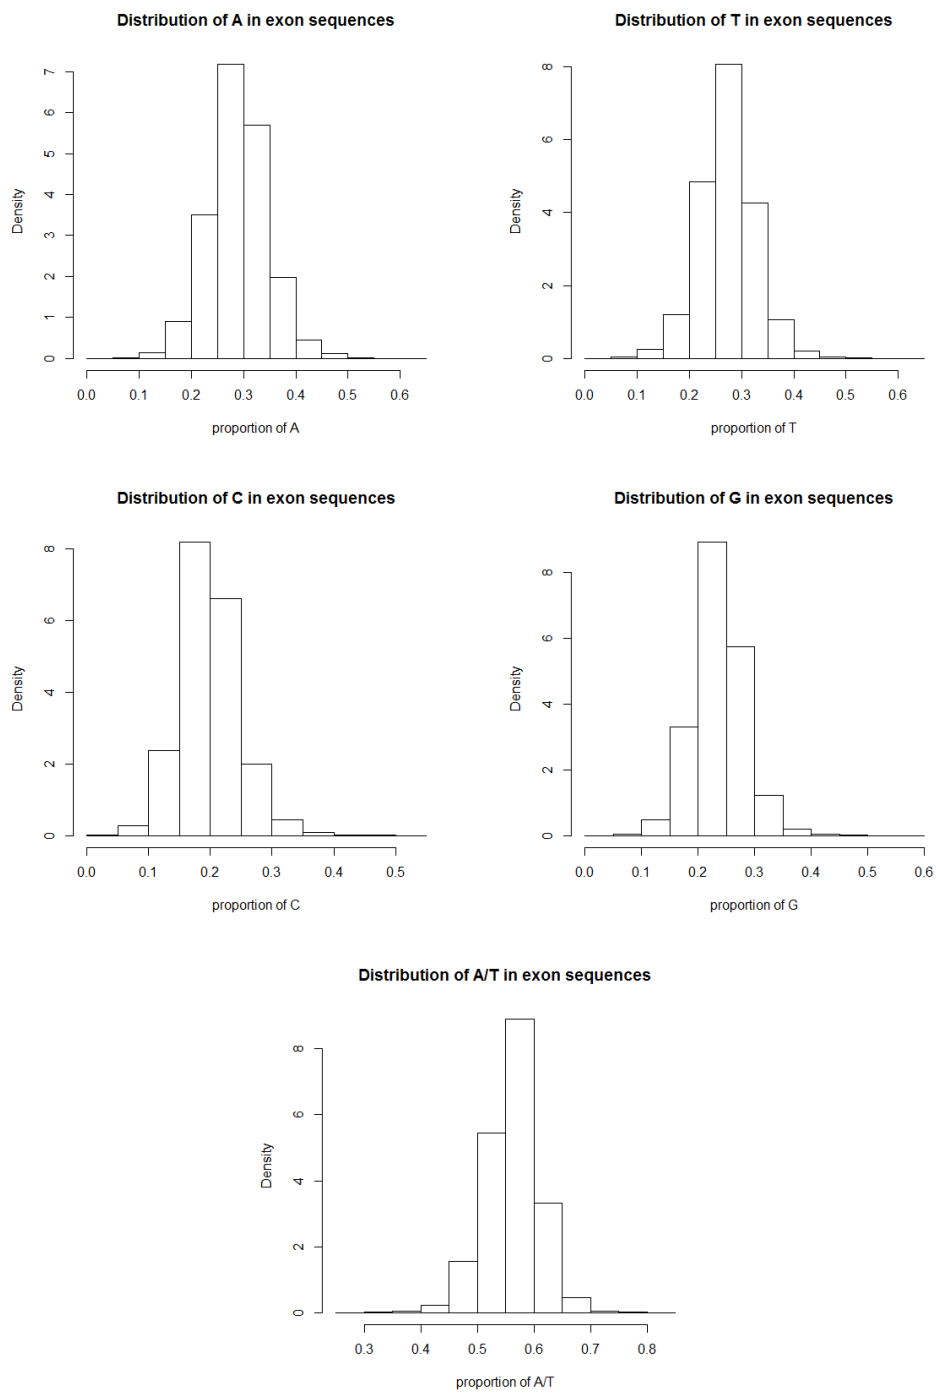 Distribution of A in exon sequences
Density
7
6
5
4
3
2
1
0
0.0 0.1 0.2 0.3 0.4 0.5 0.6
proportion of A
Distribution of T in exon sequences
Density
8
6
4
2
0
0.0 0.1 0.2 0.3 0.4 0.5 0.6
proportion of T
Distribution of C in exon sequences
Density
8
6
4
2
0
0.0 0.1 0.2 0.3 0.4 0.5
proportion of C
Distribution of G in exon sequences
Density
8
6
4
2
0
0.0 0.1 0.2 0.3 0.4 0.5 0.6
proportion of G
Distribution of A/T in exon sequences
Density
8
6
4
2
0
0.3 0.4 0.5 0.6 0.7 0.8
proportion of A/T